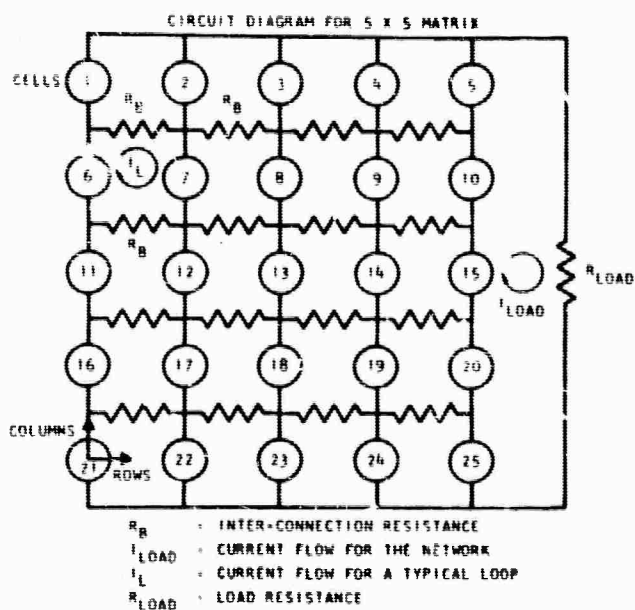 CIRCUIT DIAGRAM FOR 5 X 5 MATRIX
CELLS 1 2 3 4 5
R_B R_B
6 I_L 7 8 9 10
R_B
11 12 13 14 15 R_LOAD
I_LOAD
16 17 18 19 20
COLUMNS
21 ROWS 22 23 24 25
R_B - INTER-CONNECTION RESISTANCE
I_LOAD - CURRENT FLOW FOR THE NETWORK
I_L - CURRENT FLOW FOR A TYPICAL LOOP
R_LOAD - LOAD RESISTANCE